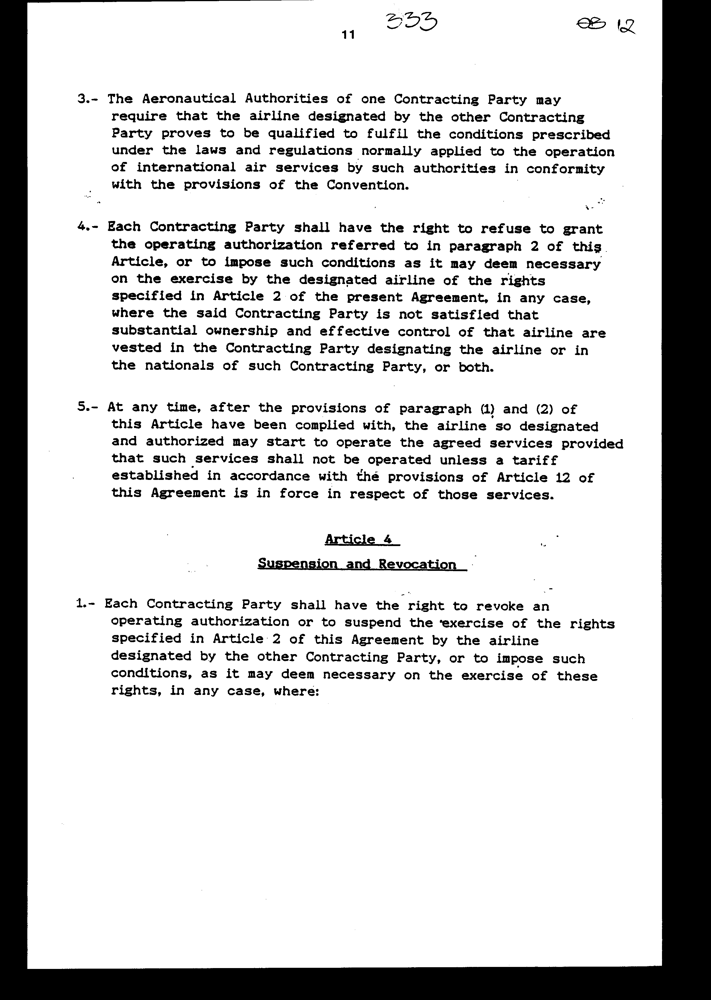 333
12
11
3.- The Aeronautical Authorities of one Contracting Party may
require that the airline designated by the other Contracting
Party proves to be qualified to fulfil the conditions prescribed
under the laws and regulations normally applied to the operation
of international air services by such authorities in conformity
with the provisions of the Convention.
4.- Each Contracting Party shall have the right to refuse to grant
the operating authorization referred to in paragraph 2 of this
Article, or to impose such conditions as it may deem necessary
on the exercise by the designated airline of the rights
specified in Article 2 of the present Agreement, in any case,
where the said Contracting Party is not satisfied that
substantial ownership and effective control of that airline are
vested in the Contracting Party designating the airline or in
the nationals of such Contracting Party, or both.
5.- At any time, after the provisions of paragraph (1) and (2) of
this Article have been complied with, the airline so designated
and authorized may start to operate the agreed services provided
that such services shall not be operated unless a tariff
established in accordance with the provisions of Article 12 of
this Agreement is in force in respect of those services.
Article 4
Suspension and Revocation
1.- Each Contracting Party shall have the right to revoke an
operating authorization or to suspend the exercise of the rights
specified in Article 2 of this Agreement by the airline
designated by the other Contracting Party, or to impose such
conditions, as it may deem necessary on the exercise of these
rights, in any case, where: